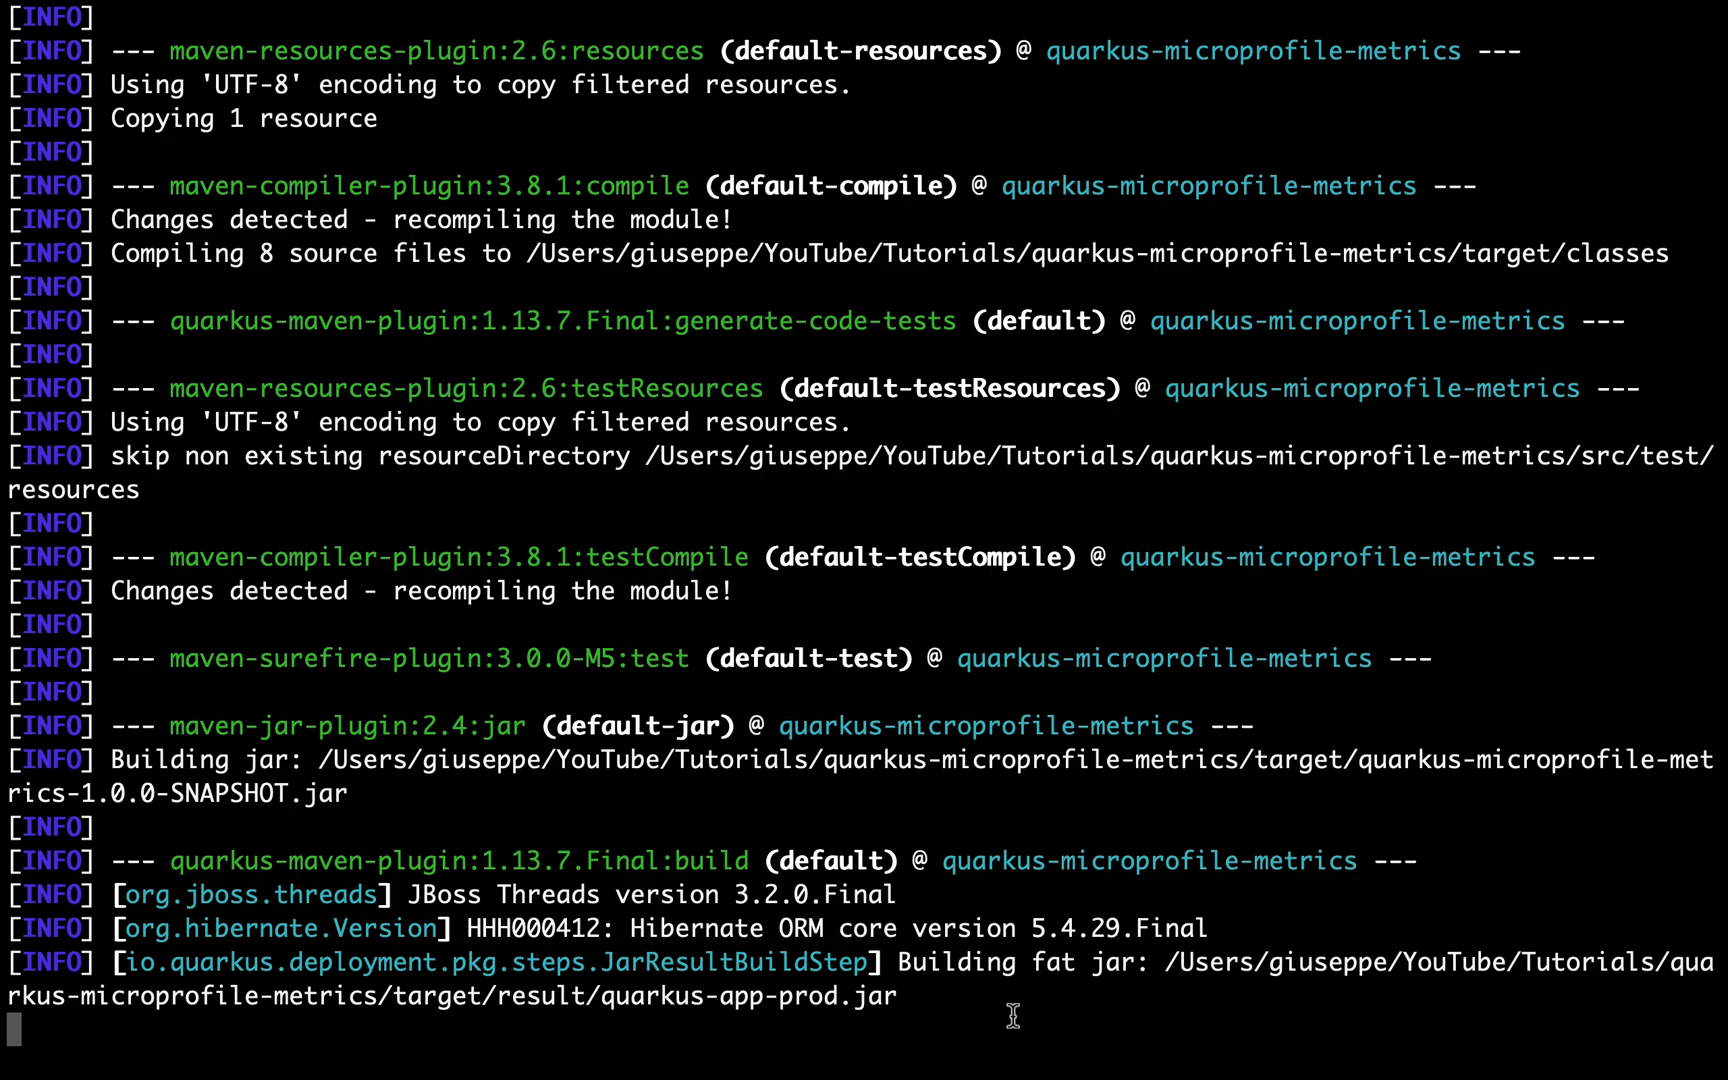 [INFO]
[INFO] --- maven-resources-plugin:2.6:resources (default-resources) @ quarkus-microprofile-metrics ---
[INFO] Using 'UTF-8' encoding to copy filtered resources.
[INFO] Copying 1 resource
[INFO]
[INFO] --- maven-compiler-plugin:3.8.1:compile (default-compile) @ quarkus-microprofile-metrics ---
[INFO] Changes detected - recompiling the module!
[INFO] Compiling 8 source files to /Users/giuseppe/YouTube/Tutorials/quarkus-microprofile-metrics/target/classes
[INFO]
[INFO] --- quarkus-maven-plugin:1.13.7.Final:generate-code-tests (default) @ quarkus-microprofile-metrics ---
[INFO]
[INFO] --- maven-resources-plugin:2.6:testResources (default-testResources) @ quarkus-microprofile-metrics ---
[INFO] Using 'UTF-8' encoding to copy filtered resources.
[INFO] skip non existing resourceDirectory /Users/giuseppe/YouTube/Tutorials/quarkus-microprofile-metrics/src/test/
resources
[INFO]
[INFO] --- maven-compiler-plugin:3.8.1:testCompile (default-testCompile) @ quarkus-microprofile-metrics ---
[INFO] Changes detected - recompiling the module!
[INFO]
[INFO] --- maven-surefire-plugin:3.0.0-M5:test (default-test) @ quarkus-microprofile-metrics ---
[INFO]
[INFO] --- maven-jar-plugin:2.4:jar (default-jar) @ quarkus-microprofile-metrics ---
[INFO] Building jar: /Users/giuseppe/YouTube/Tutorials/quarkus-microprofile-metrics/target/quarkus-microprofile-met
rics-1.0.0-SNAPSHOT.jar
[INFO]
[INFO] --- quarkus-maven-plugin:1.13.7.Final:build (default) @ quarkus-microprofile-metrics ---
[INFO] [org.jboss.threads] JBoss Threads version 3.2.0.Final
[INFO] [org.hibernate.Version] HHH000412: Hibernate ORM core version 5.4.29.Final
[INFO] [io.quarkus.deployment.pkg.steps.JarResultBuildStep] Building fat jar: /Users/giuseppe/YouTube/Tutorials/qua
rkus-microprofile-metrics/target/result/quarkus-app-prod.jar